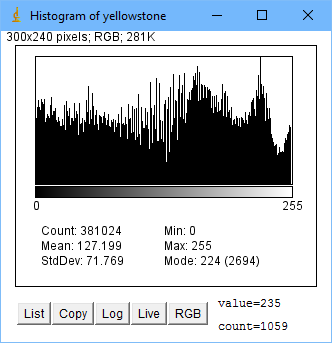 Histogram of yellowstone
300x240 pixels; RGB; 281K
0 255
Count: 381024 Min: 0
Mean: 127.199 Max: 255
StdDev: 71.769 Mode: 224 (2694)
List Copy Log Live RGB value=235
count=1059